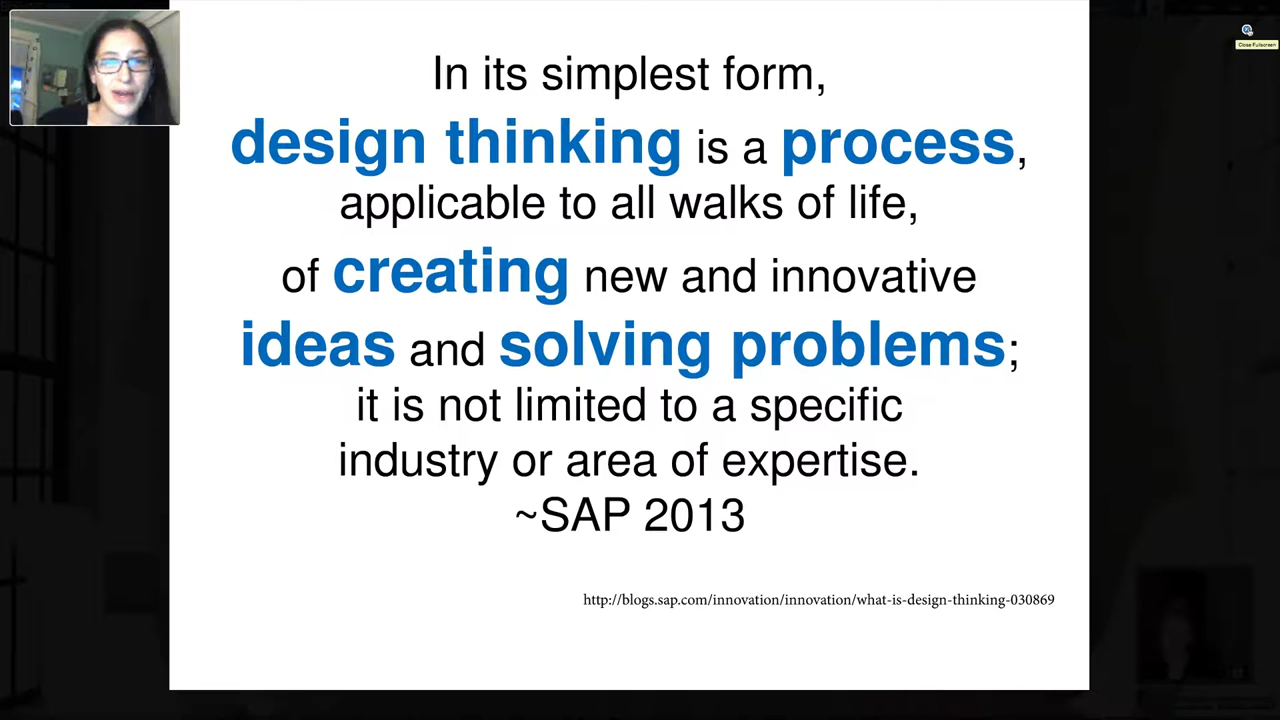 Close Fullscreen
In its simplest form,
design thinking is a process,
applicable to all walks of life,
of creating new and innovative
ideas and solving problems;
it is not limited to a specific
industry or area of expertise.
~SAP 2013
http://blogs.sap.com/innovation/innovation/what-is-design-thinking-030869